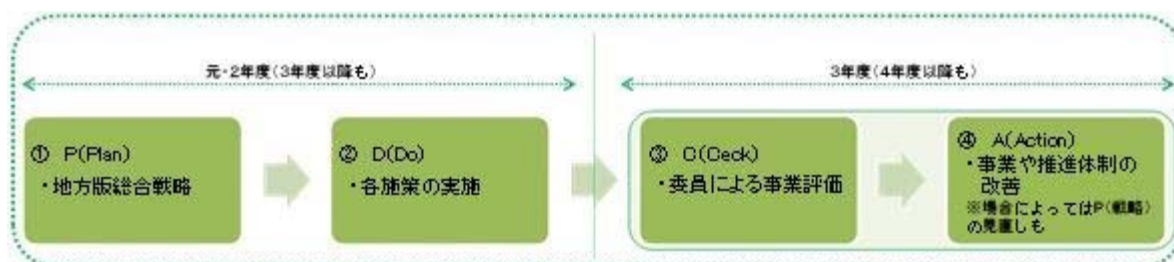 元・2年度(3年度以降も)
3年度(4年度以降も)
① P(Plan)
・地方版総合戦略
② D(Do)
・各施策の実施
③ C(Ceck)
・委員による事業評価
④ A(Action)
・事業や推進体制の
改善
※場合によってはP(戦略)
の見直しも